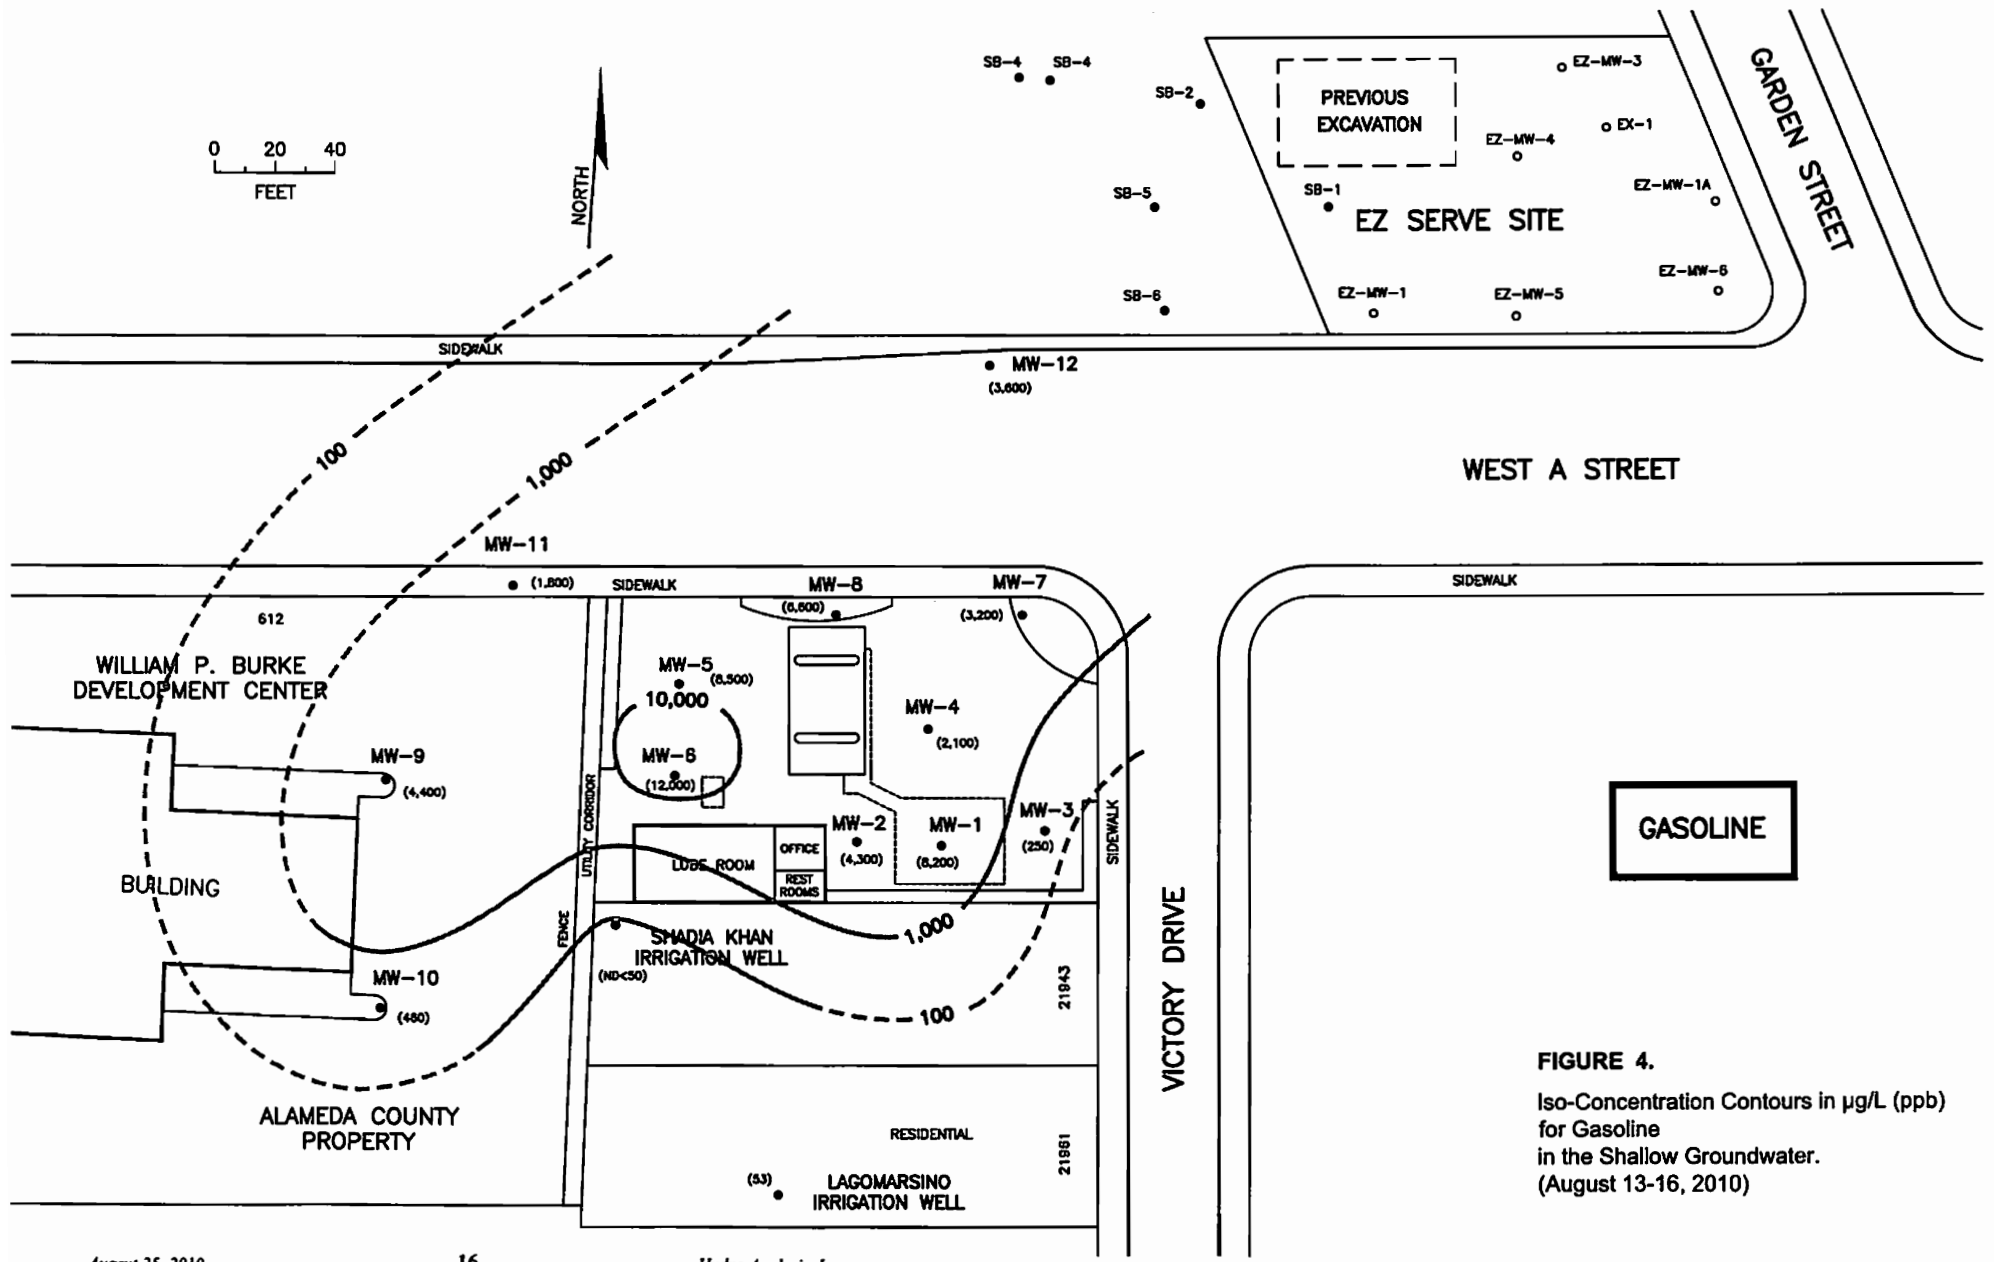 SB-4
SB-4
SB-2
PREVIOUS
EXCAVATION
EZ-MW-3
EX-1
EZ-MW-4
GARDEN STREET
0 20 40
FEET
NORTH
SB-5
SB-1
EZ-MW-1A
EZ SERVE SITE
SB-6
EZ-MW-1
EZ-MW-5
EZ-MW-6
SIDEWALK
MW-12
(3,600)
100
1,000
WEST A STREET
MW-11
(1,800)
SIDEWALK
MW-8
(6,600)
MW-7
(3,200)
SIDEWALK
612
WILLIAM P. BURKE
DEVELOPMENT CENTER
MW-5
(8,500)
10,000
MW-4
(2,100)
MW-6
(12,000)
MW-9
(4,400)
UTILITY CORRIDOR
MW-2
(4,300)
MW-1
(6,200)
MW-3
(250)
SIDEWALK
GASOLINE
LUBE ROOM
OFFICE
REST
ROOMS
BUILDING
FENCE
SHADIA KHAN
IRRIGATION WELL
(ND<50)
1,000
100
21943
VICTORY DRIVE
MW-10
(460)
ALAMEDA COUNTY
PROPERTY
RESIDENTIAL
21961
(53)
LAGOMARSINO
IRRIGATION WELL
FIGURE 4.
Iso-Concentration Contours in µg/L (ppb)
for Gasoline
in the Shallow Groundwater.
(August 13-16, 2010)
August 25, 2010
16